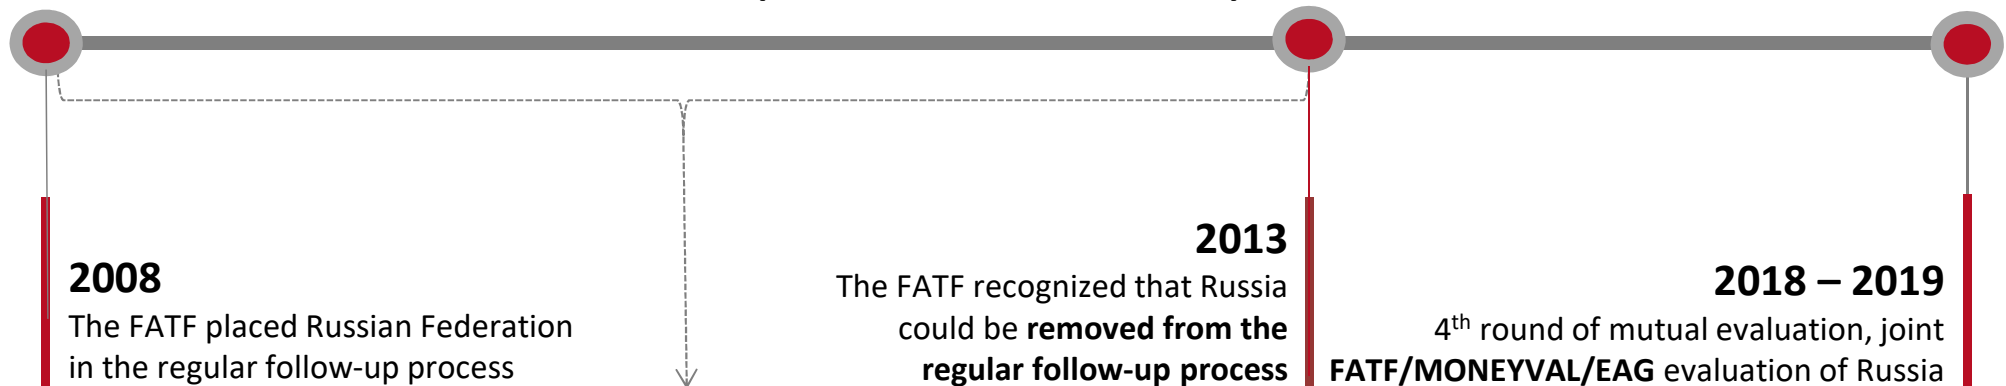 2008
The FATF placed Russian Federation
in the regular follow-up process
2013
The FATF recognized that Russia
could be removed from the
regular follow-up process
2018 – 2019
4th round of mutual evaluation, joint
FATF/MONEYVAL/EAG evaluation of Russia